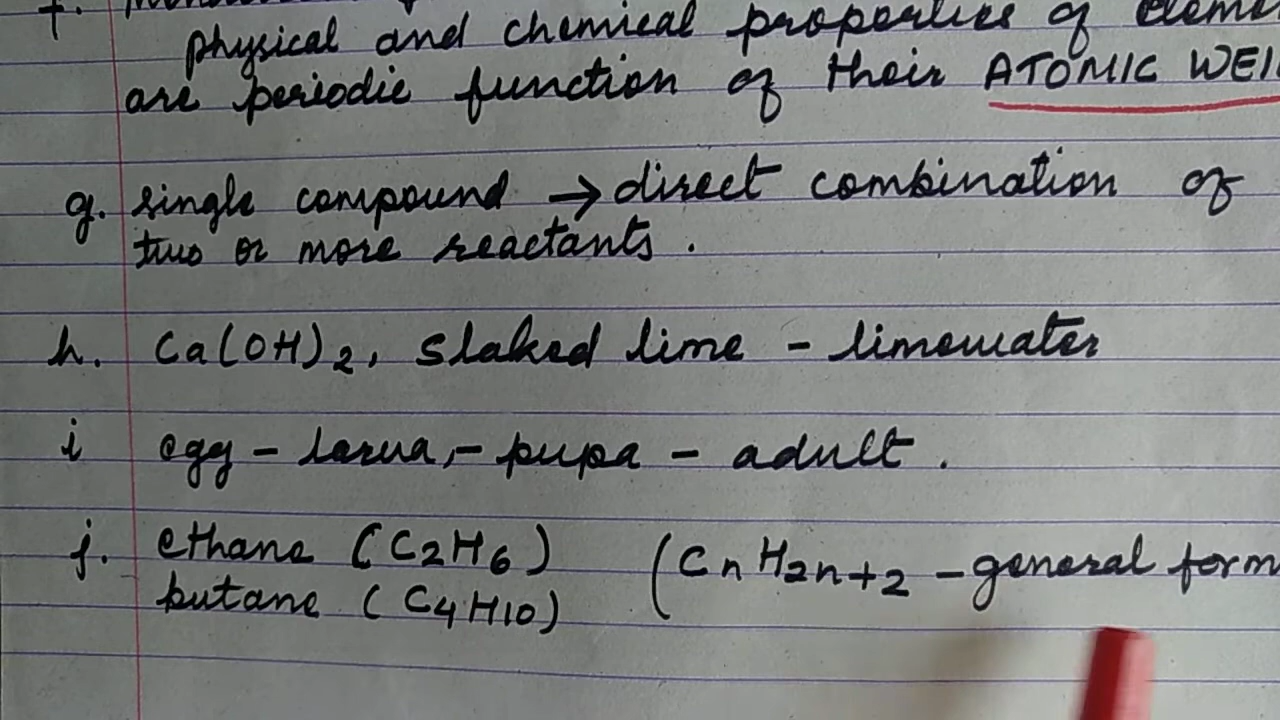 f.
physical and chemical properties of
are periodic function of their ATOMIC
g. single compound → direct combination of
two or more reactants.
h. Ca(OH)2, slaked lime - limewater
i egg - larva, - pupa - adult.
j. ethane (C2H6) (CnH2n+2 - general
butane (C4H10)